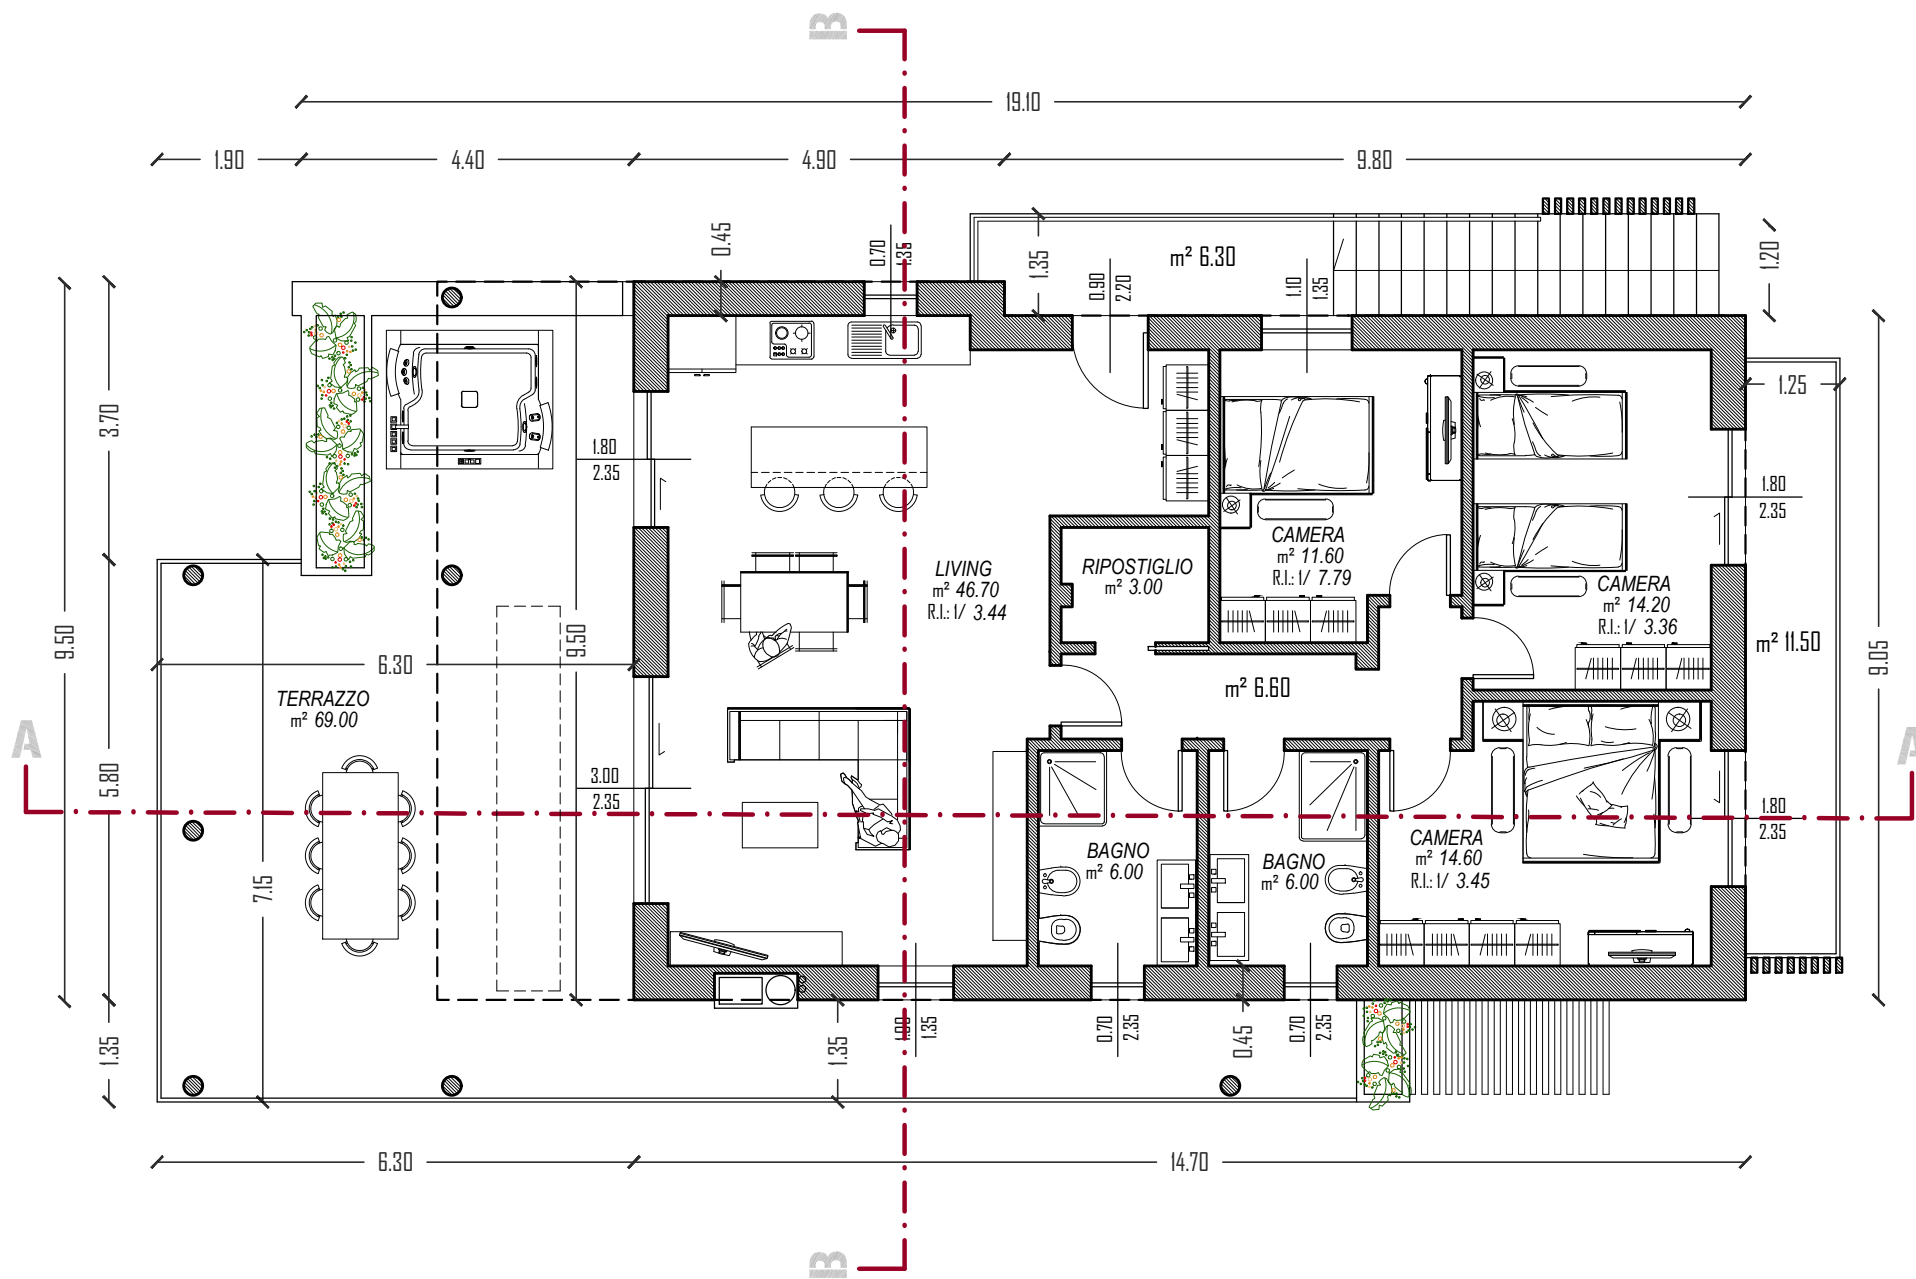 B
19.10
1.90
4.40
4.90
9.80
0.45
0.70
1.35
1.35
m² 6.30
0.90
2.20
1.10
1.35
1.20
3.70
9.50
1.80
2.35
1.25
1.80
2.35
LIVING
m² 46.70
R.I.: 1/ 3.44
RIPOSTIGLIO
m² 3.00
CAMERA
m² 11.60
R.I.: 1/ 7.79
CAMERA
m² 14.20
R.I.: 1/ 3.36
m² 11.50
9.05
9.50
6.30
m² 6.60
TERRAZZO
m² 69.00
A
A
5.80
3.00
2.35
1.80
2.35
7.15
BAGNO
m² 6.00
BAGNO
m² 6.00
CAMERA
m² 14.60
R.I.: 1/ 3.45
1.35
1.35
1.00
1.35
0.70
2.35
0.45
0.70
2.35
6.30
14.70
B